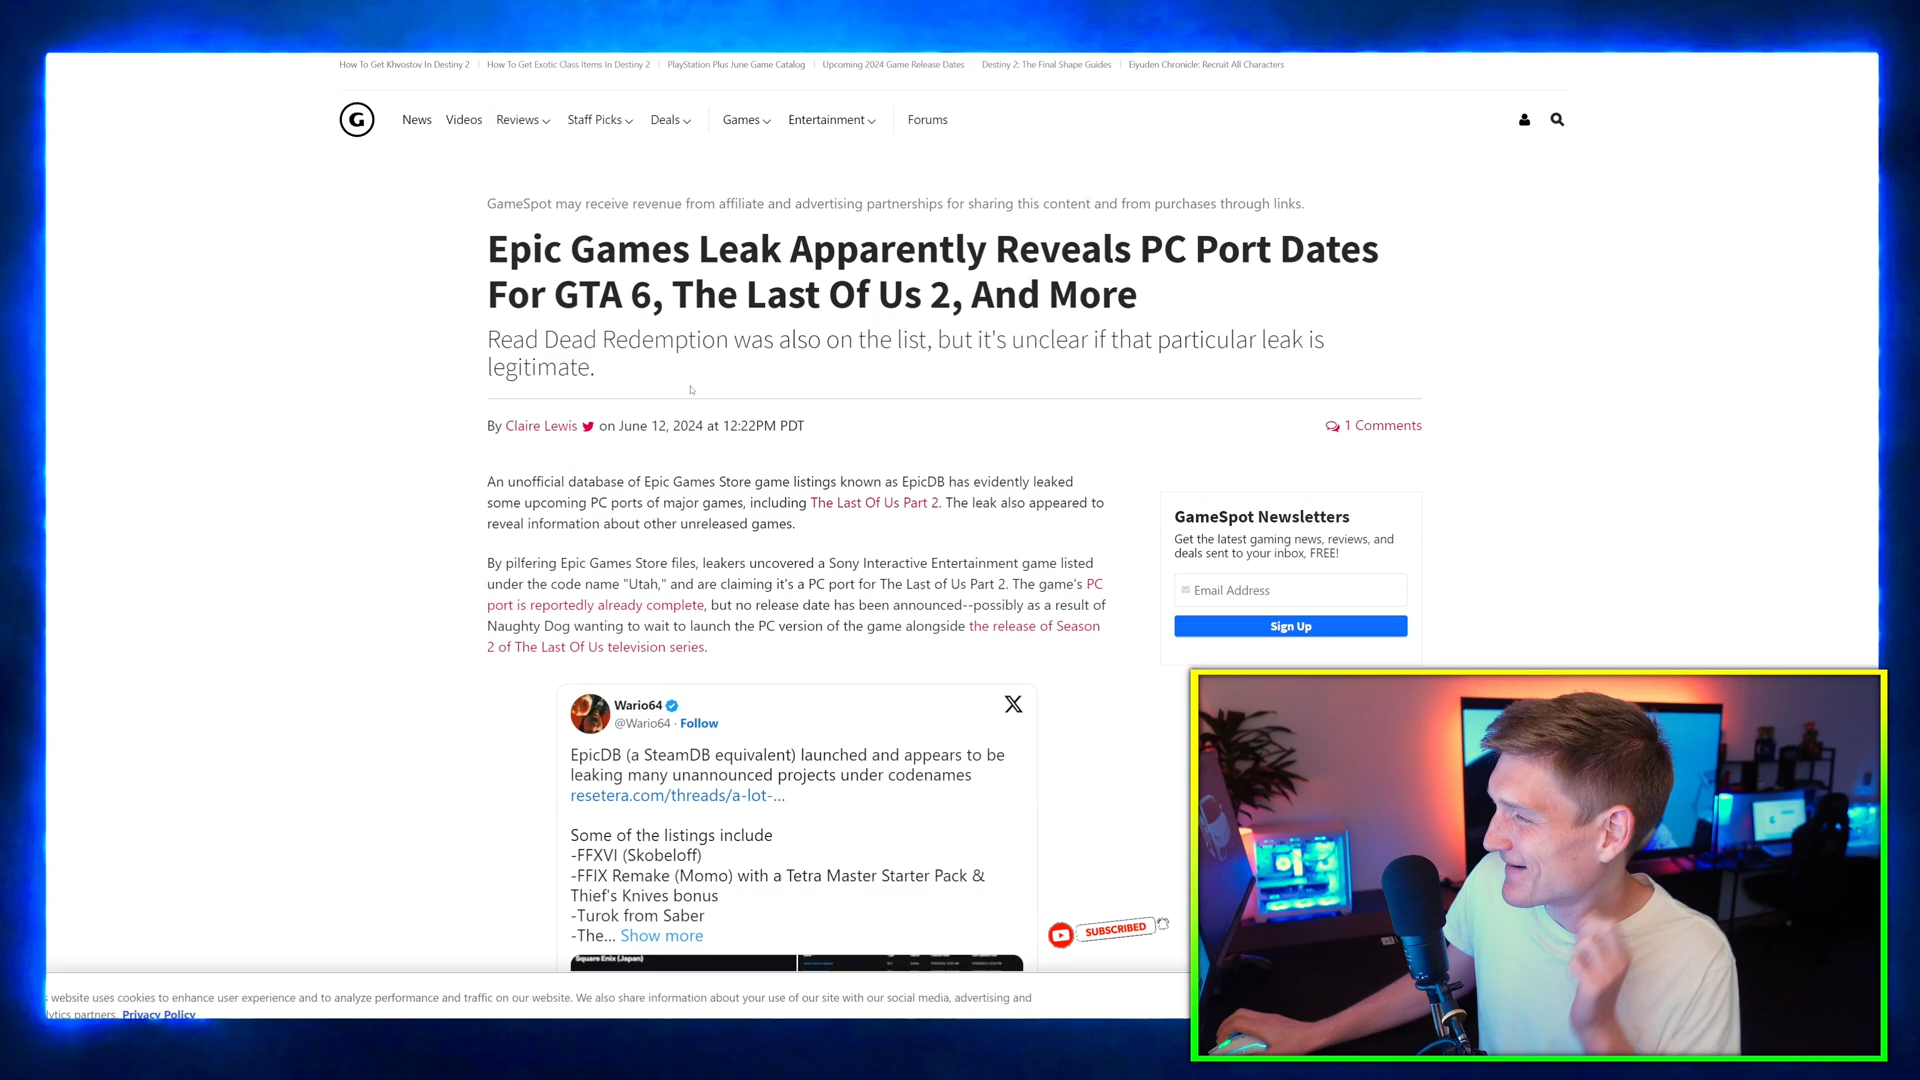 How To Get Khvostov In Destiny 2 How To Get Exotic Class Items In Destiny 2 PlayStation Plus June Game Catalog Upcoming 2024 Game Release Dates Destiny 2: The Final Shape Guides Eiyuden Chronicle: Recruit All Characters
G News Videos Reviews Staff Picks Deals Games Entertainment Forums
GameSpot may receive revenue from affiliate and advertising partnerships for sharing this content and from purchases through links.
Epic Games Leak Apparently Reveals PC Port Dates
For GTA 6, The Last Of Us 2, And More
Read Dead Redemption was also on the list, but it's unclear if that particular leak is
legitimate.
By Claire Lewis on June 12, 2024 at 12:22PM PDT
1 Comments
An unofficial database of Epic Games Store game listings known as EpicDB has evidently leaked
some upcoming PC ports of major games, including The Last Of Us Part 2. The leak also appeared to
reveal information about other unreleased games.
By pilfering Epic Games Store files, leakers uncovered a Sony Interactive Entertainment game listed
under the code name "Utah," and are claiming it's a PC port for The Last of Us Part 2. The game's PC
port is reportedly already complete, but no release date has been announced--possibly as a result of
Naughty Dog wanting to wait to launch the PC version of the game alongside the release of Season
2 of The Last Of Us television series.
GameSpot Newsletters
Get the latest gaming news, reviews, and
deals sent to your inbox, FREE!
Email Address
Sign Up
Wario64
@Wario64 · Follow
X
EpicDB (a SteamDB equivalent) launched and appears to be
leaking many unannounced projects under codenames
resetera.com/threads/a-lot-...
Some of the listings include
-FFXVI (Skobeloff)
-FFIX Remake (Momo) with a Tetra Master Starter Pack &
Thief's Knives bonus
-Turok from Saber
-The... Show more
Square Enix (Japan)
SUBSCRIBED
website uses cookies to enhance user experience and to analyze performance and traffic on our website. We also share information about your use of our site with our social media, advertising and
lytics partners. Privacy Policy